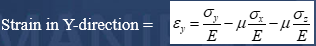 Strain in Y-direction = ε_y = σ_y/E − μ σ_x/E − μ σ_z/E